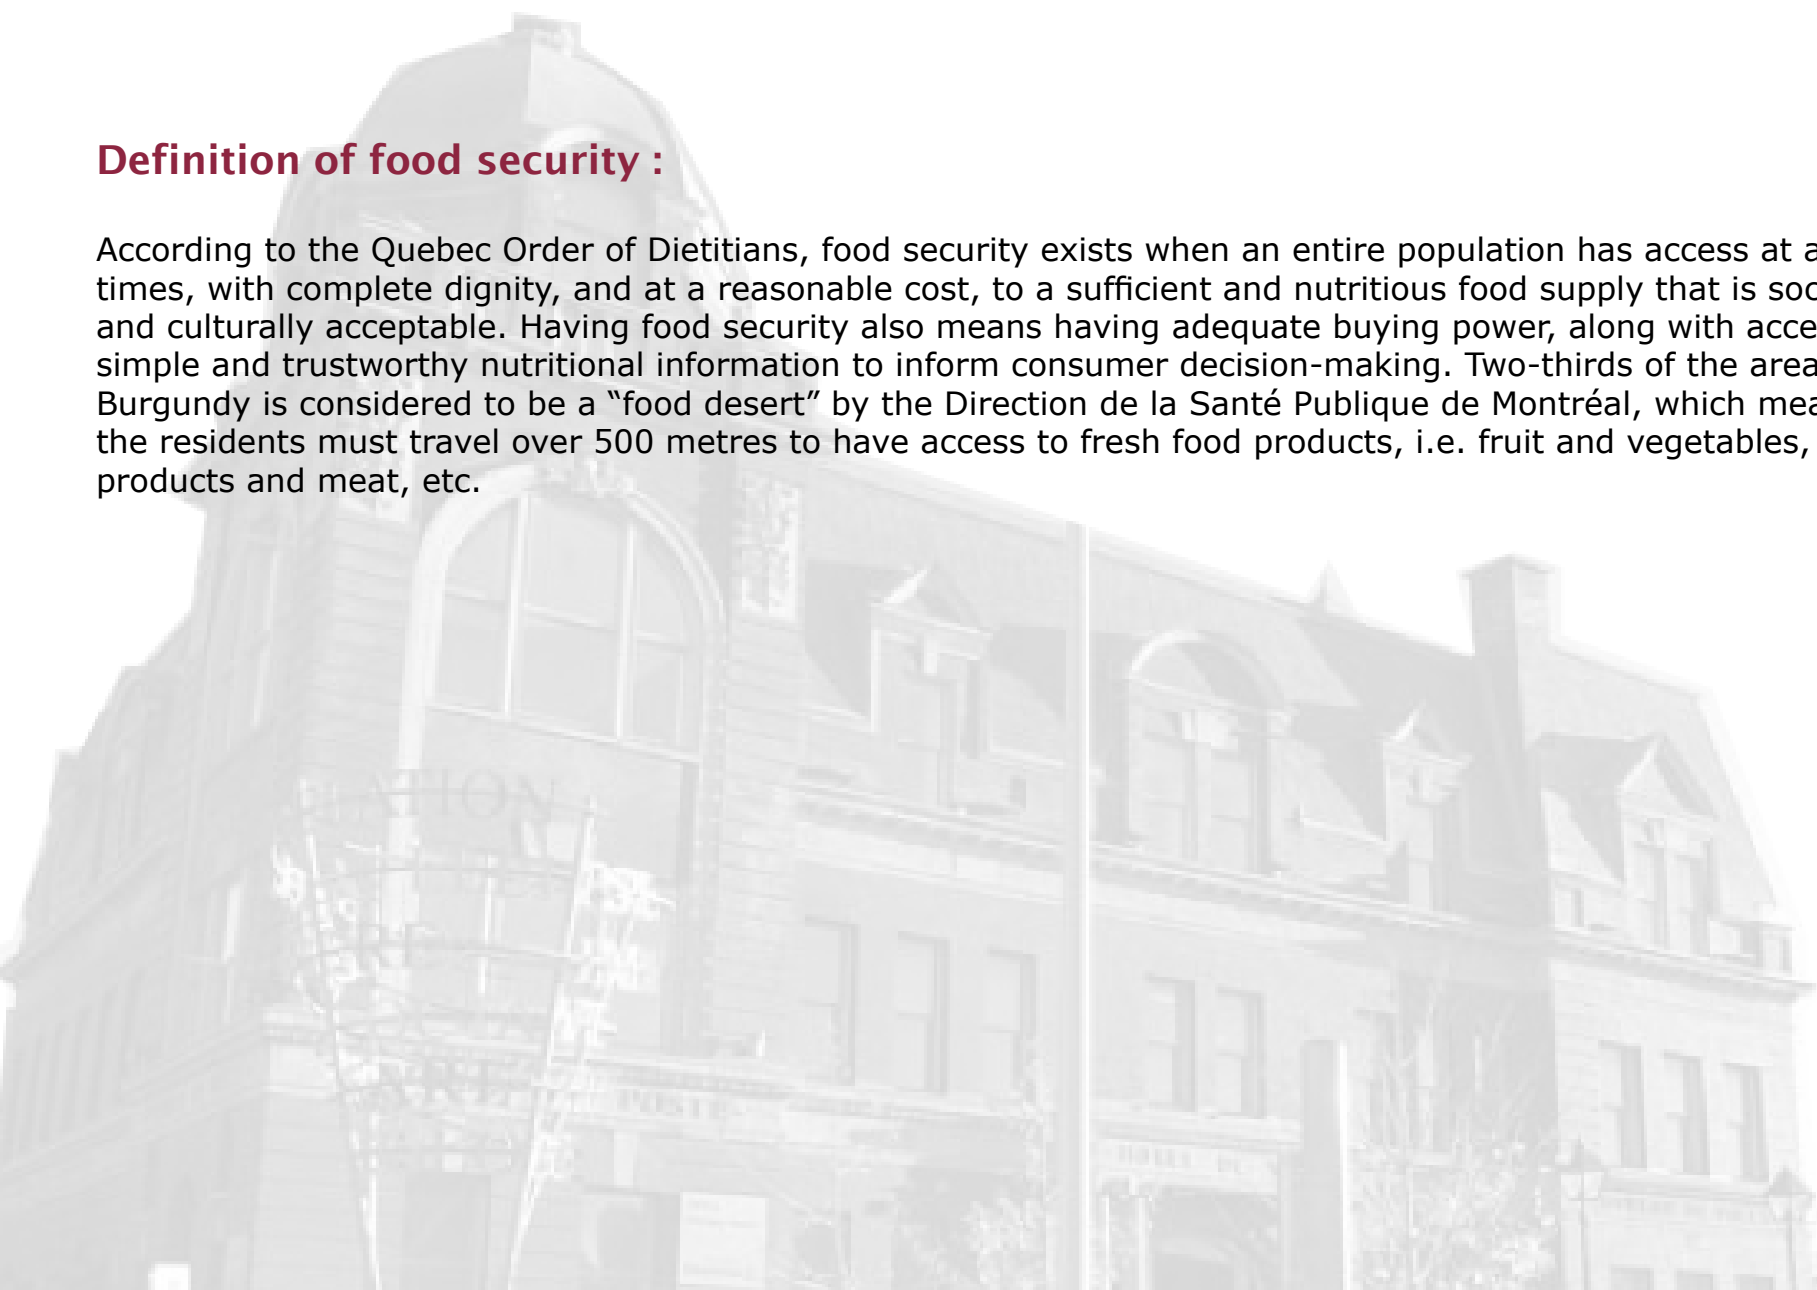 Definition of food security :
According to the Quebec Order of Dietitians, food security exists when an entire population has access at a
times, with complete dignity, and at a reasonable cost, to a sufficient and nutritious food supply that is soc
and culturally acceptable. Having food security also means having adequate buying power, along with acce
simple and trustworthy nutritional information to inform consumer decision-making. Two-thirds of the area
Burgundy is considered to be a “food desert” by the Direction de la Santé Publique de Montréal, which mea
the residents must travel over 500 metres to have access to fresh food products, i.e. fruit and vegetables,
products and meat, etc.
ATION
POSTE